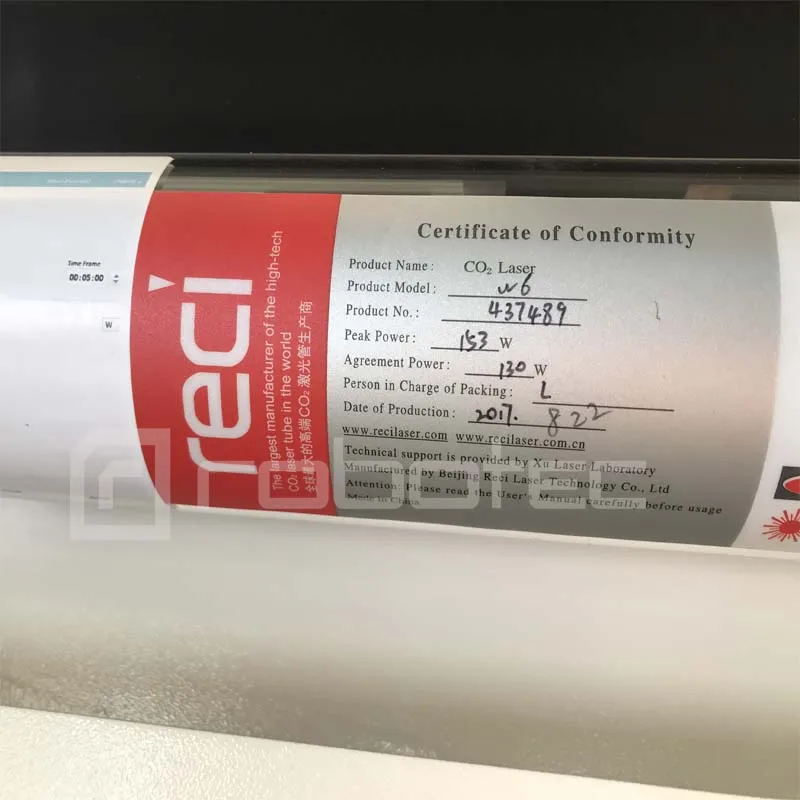 Time Frame
00:05:00
W
reci
The largest manufacturer of the high-tech
CO₂ laser tube in the world
全球最大的高端CO₂激光管生产商
Certificate of Conformity
Product Name: CO₂ Laser
Product Model: W6
Product No.: 437489
Peak Power: 153 W
Agreement Power: 130 W
Person in Charge of Packing: L
Date of Production: 2017. 8 22
www.recilaser.com www.recilaser.com.cn
Technical support is provided by Xu Laser Laboratory
Manufactured by Beijing Reci Laser Technology Co., Ltd
Attention: Please read the User's Manual carefully before usage
Made in China
robotec